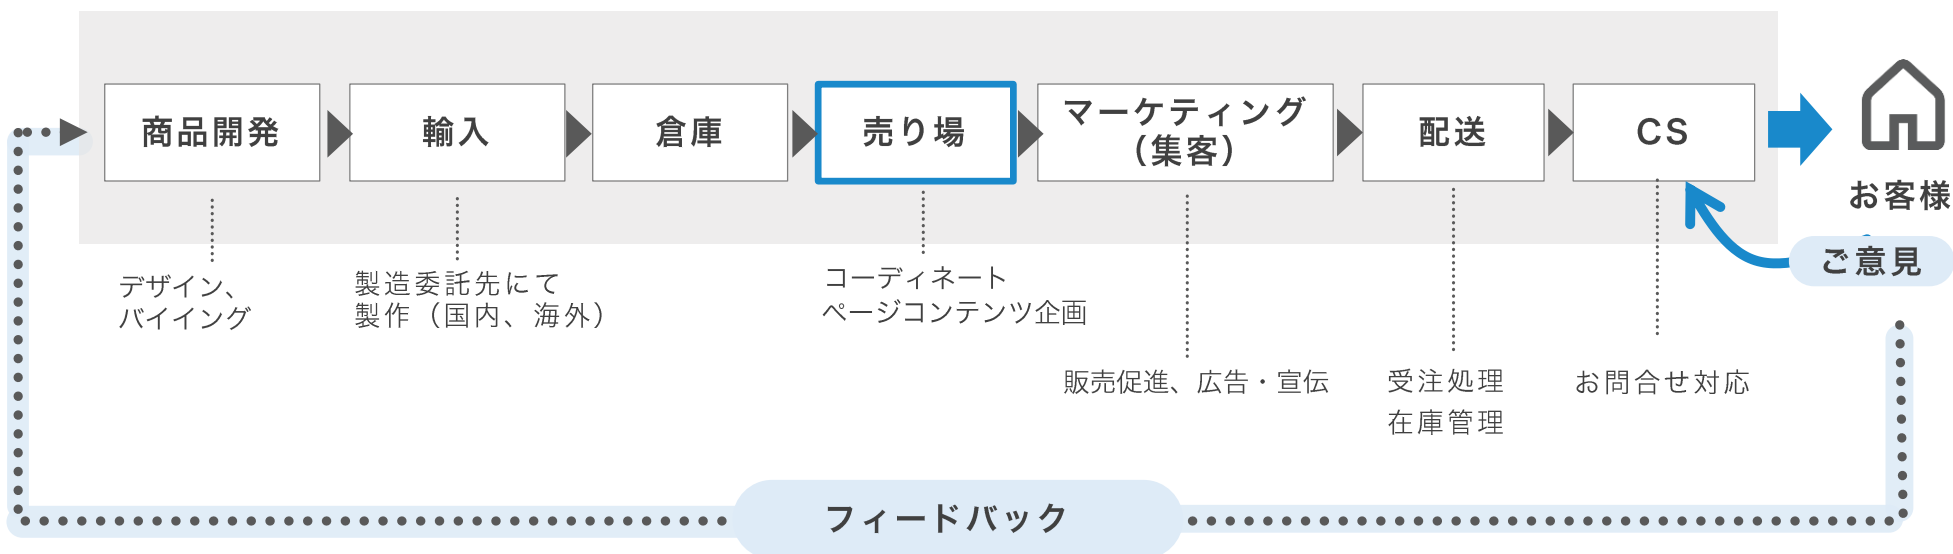 商品開発
輸入
倉庫
売り場
マーケティング
（集客）
配送
CS
お客様
ご意見
デザイン、
バイイング
製造委託先にて
製作（国内、海外）
コーディネート
ページコンテンツ企画
販売促進、広告・宣伝
受注処理
在庫管理
お問合せ対応
フィードバック